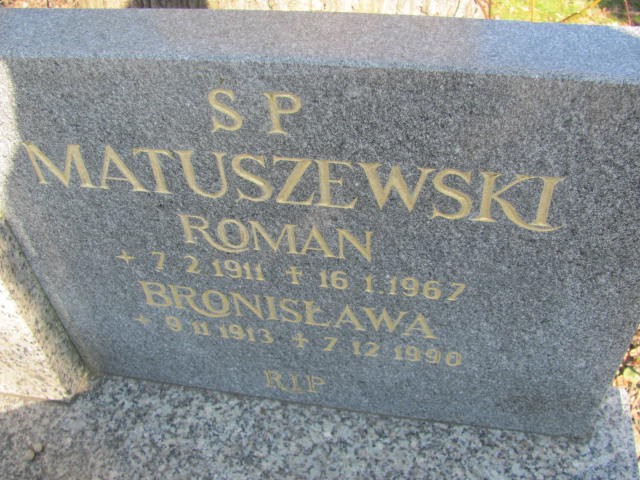 S P
MATUSZEWSKI
ROMAN
+ 7 2 1911 + 16 1.1967
BRONISŁAWA
+ 9 11 1913 + 7 12 1990
RIP